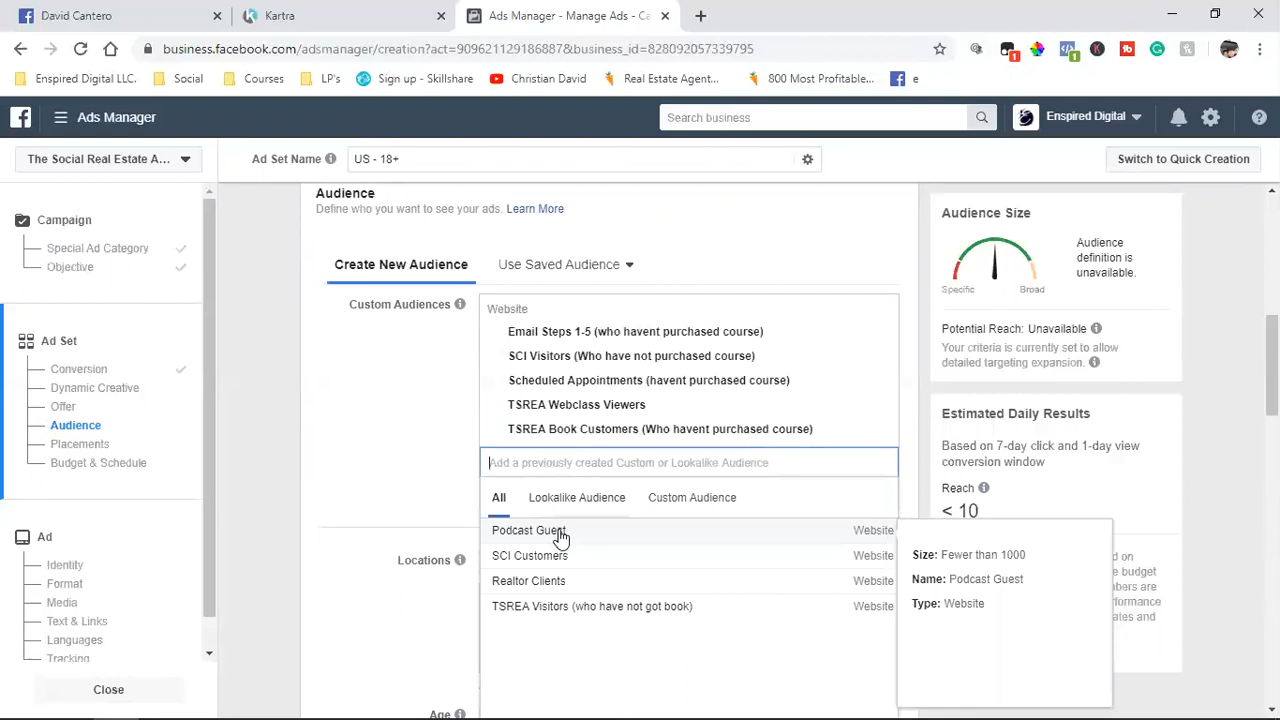 David Cantero
Kartra
Ads Manager - Manage Ads - Ca
business.facebook.com/adsmanager/creation?act=909621129186887&business_id=828092057339795
1
1
Enspired Digital LLC.
Social
Courses
LP's
Sign up - Skillshare
Christian David
Real Estate Agent...
800 Most Profitable...
e
Ads Manager
Search business
Enspired Digital
The Social Real Estate A...
Ad Set Name
US - 18+
Switch to Quick Creation
Campaign
Special Ad Category
Objective
Ad Set
Conversion
Dynamic Creative
Offer
Audience
Placements
Budget & Schedule
Ad
Identity
Format
Media
Text & Links
Languages
Tracking
Close
Audience
Define who you want to see your ads. Learn More
Create New Audience
Use Saved Audience
Custom Audiences
Website
Email Steps 1-5 (who havent purchased course)
SCI Visitors (Who have not purchased course)
Scheduled Appointments (havent purchased course)
TSREA Webclass Viewers
TSREA Book Customers (Who havent purchased course)
Add a previously created Custom or Lookalike Audience
All
Lookalike Audience
Custom Audience
Podcast Guest
Website
SCI Customers
Website
Realtor Clients
Website
TSREA Visitors (who have not got book)
Website
Locations
Age
Audience Size
Specific
Broad
Audience
definition is
unavailable.
Potential Reach: Unavailable
Your criteria is currently set to allow
detailed targeting expansion.
Estimated Daily Results
Based on 7-day click and 1-day view
conversion window
Reach
< 10
Size: Fewer than 1000
Name: Podcast Guest
Type: Website
d on
budget
bers are
formance
ates and